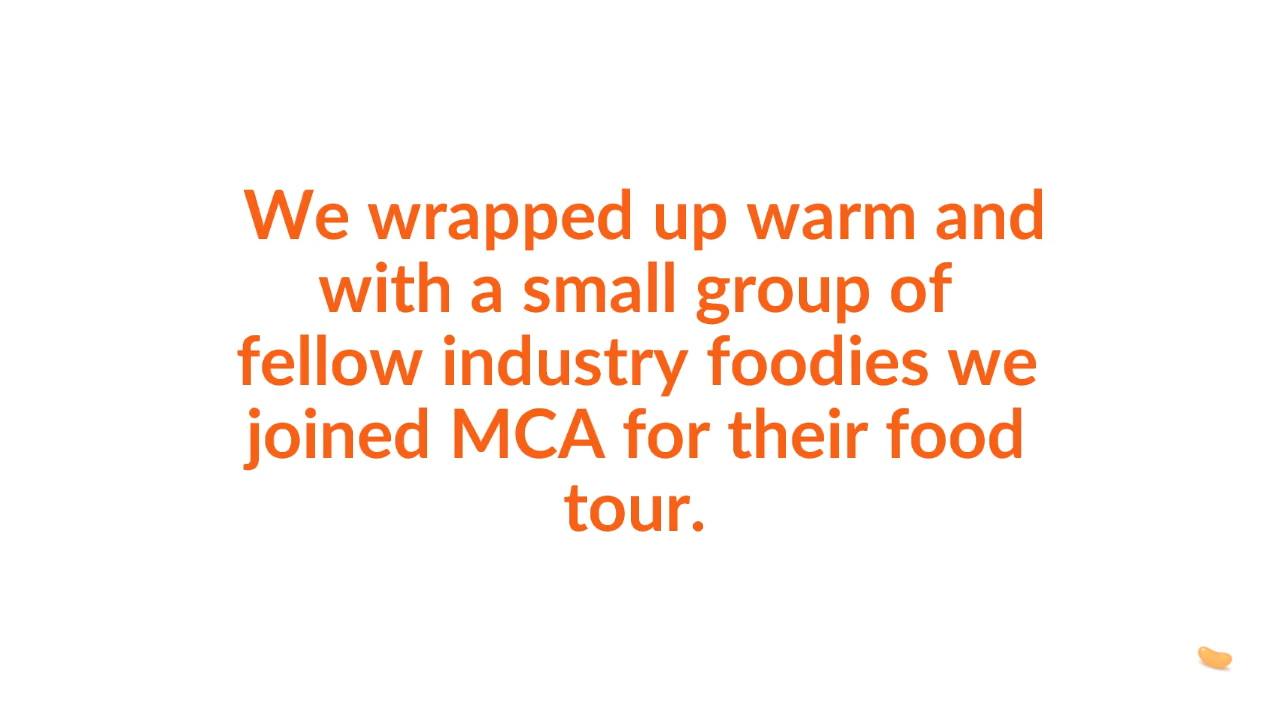 We wrapped up warm and
with a small group of
fellow industry foodies we
joined MCA for their food
tour.